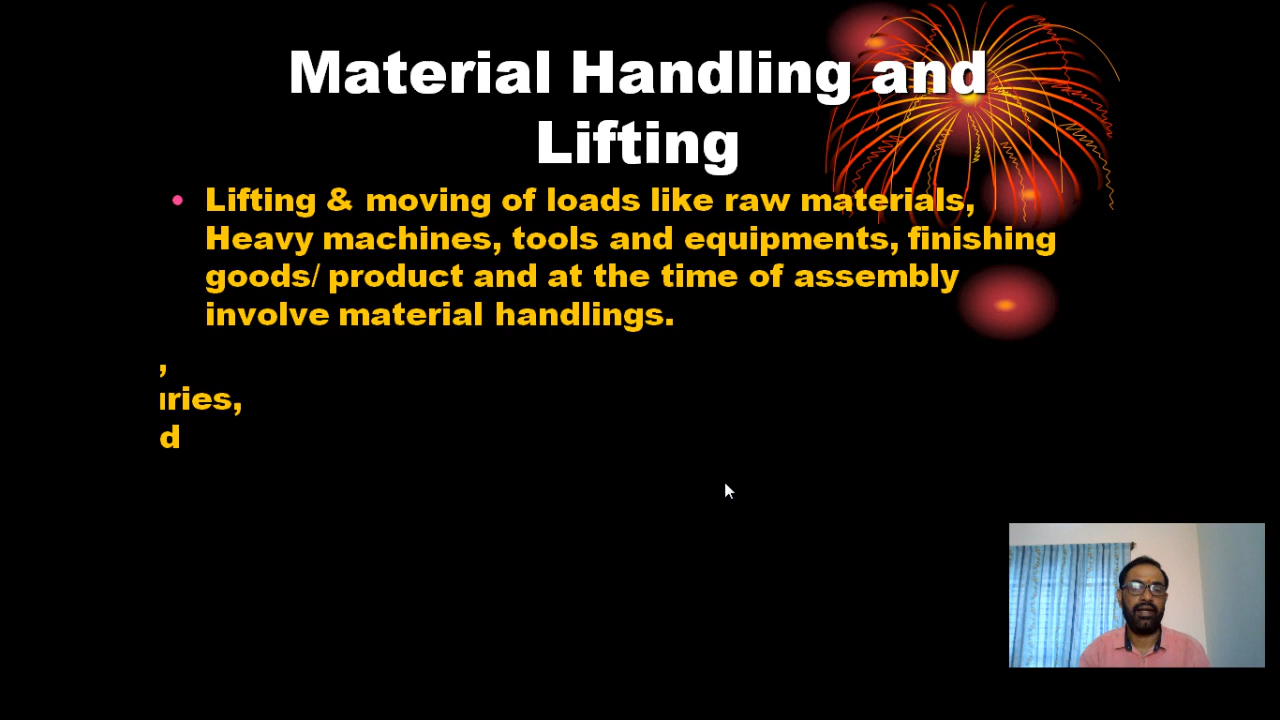 Material Handling and
Lifting
• Lifting & moving of loads like raw materials,
Heavy machines, tools and equipments, finishing
goods/ product and at the time of assembly
involve material handlings.
,
ries,
d